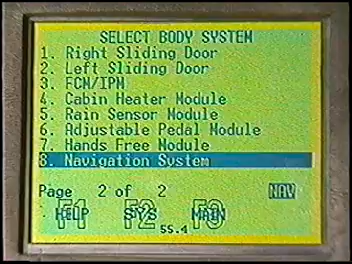 SELECT BODY SYSTEM
1. Right Sliding Door
2. Left Sliding Door
3. FCM/IPM
4. Cabin Heater Module
5. Rain Sensor Module
6. Adjustable Pedal Module
7. Hands Free Module
8. Navigation System
Page 2 of 2 NAV
F1 F2 F3
HELP SYS MAIN
55.4